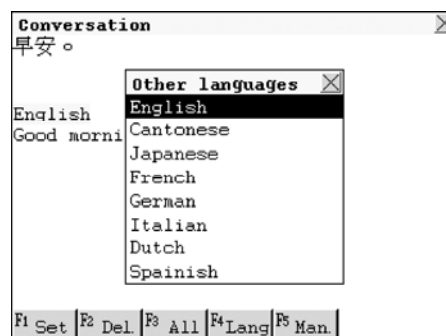 Conversation
早安。
Other languages
English
Cantonese
Japanese
French
German
Italian
Dutch
Spainish
English
Good morni
F1 Set F2 Del. F3 All F4 Lang F5 Man.